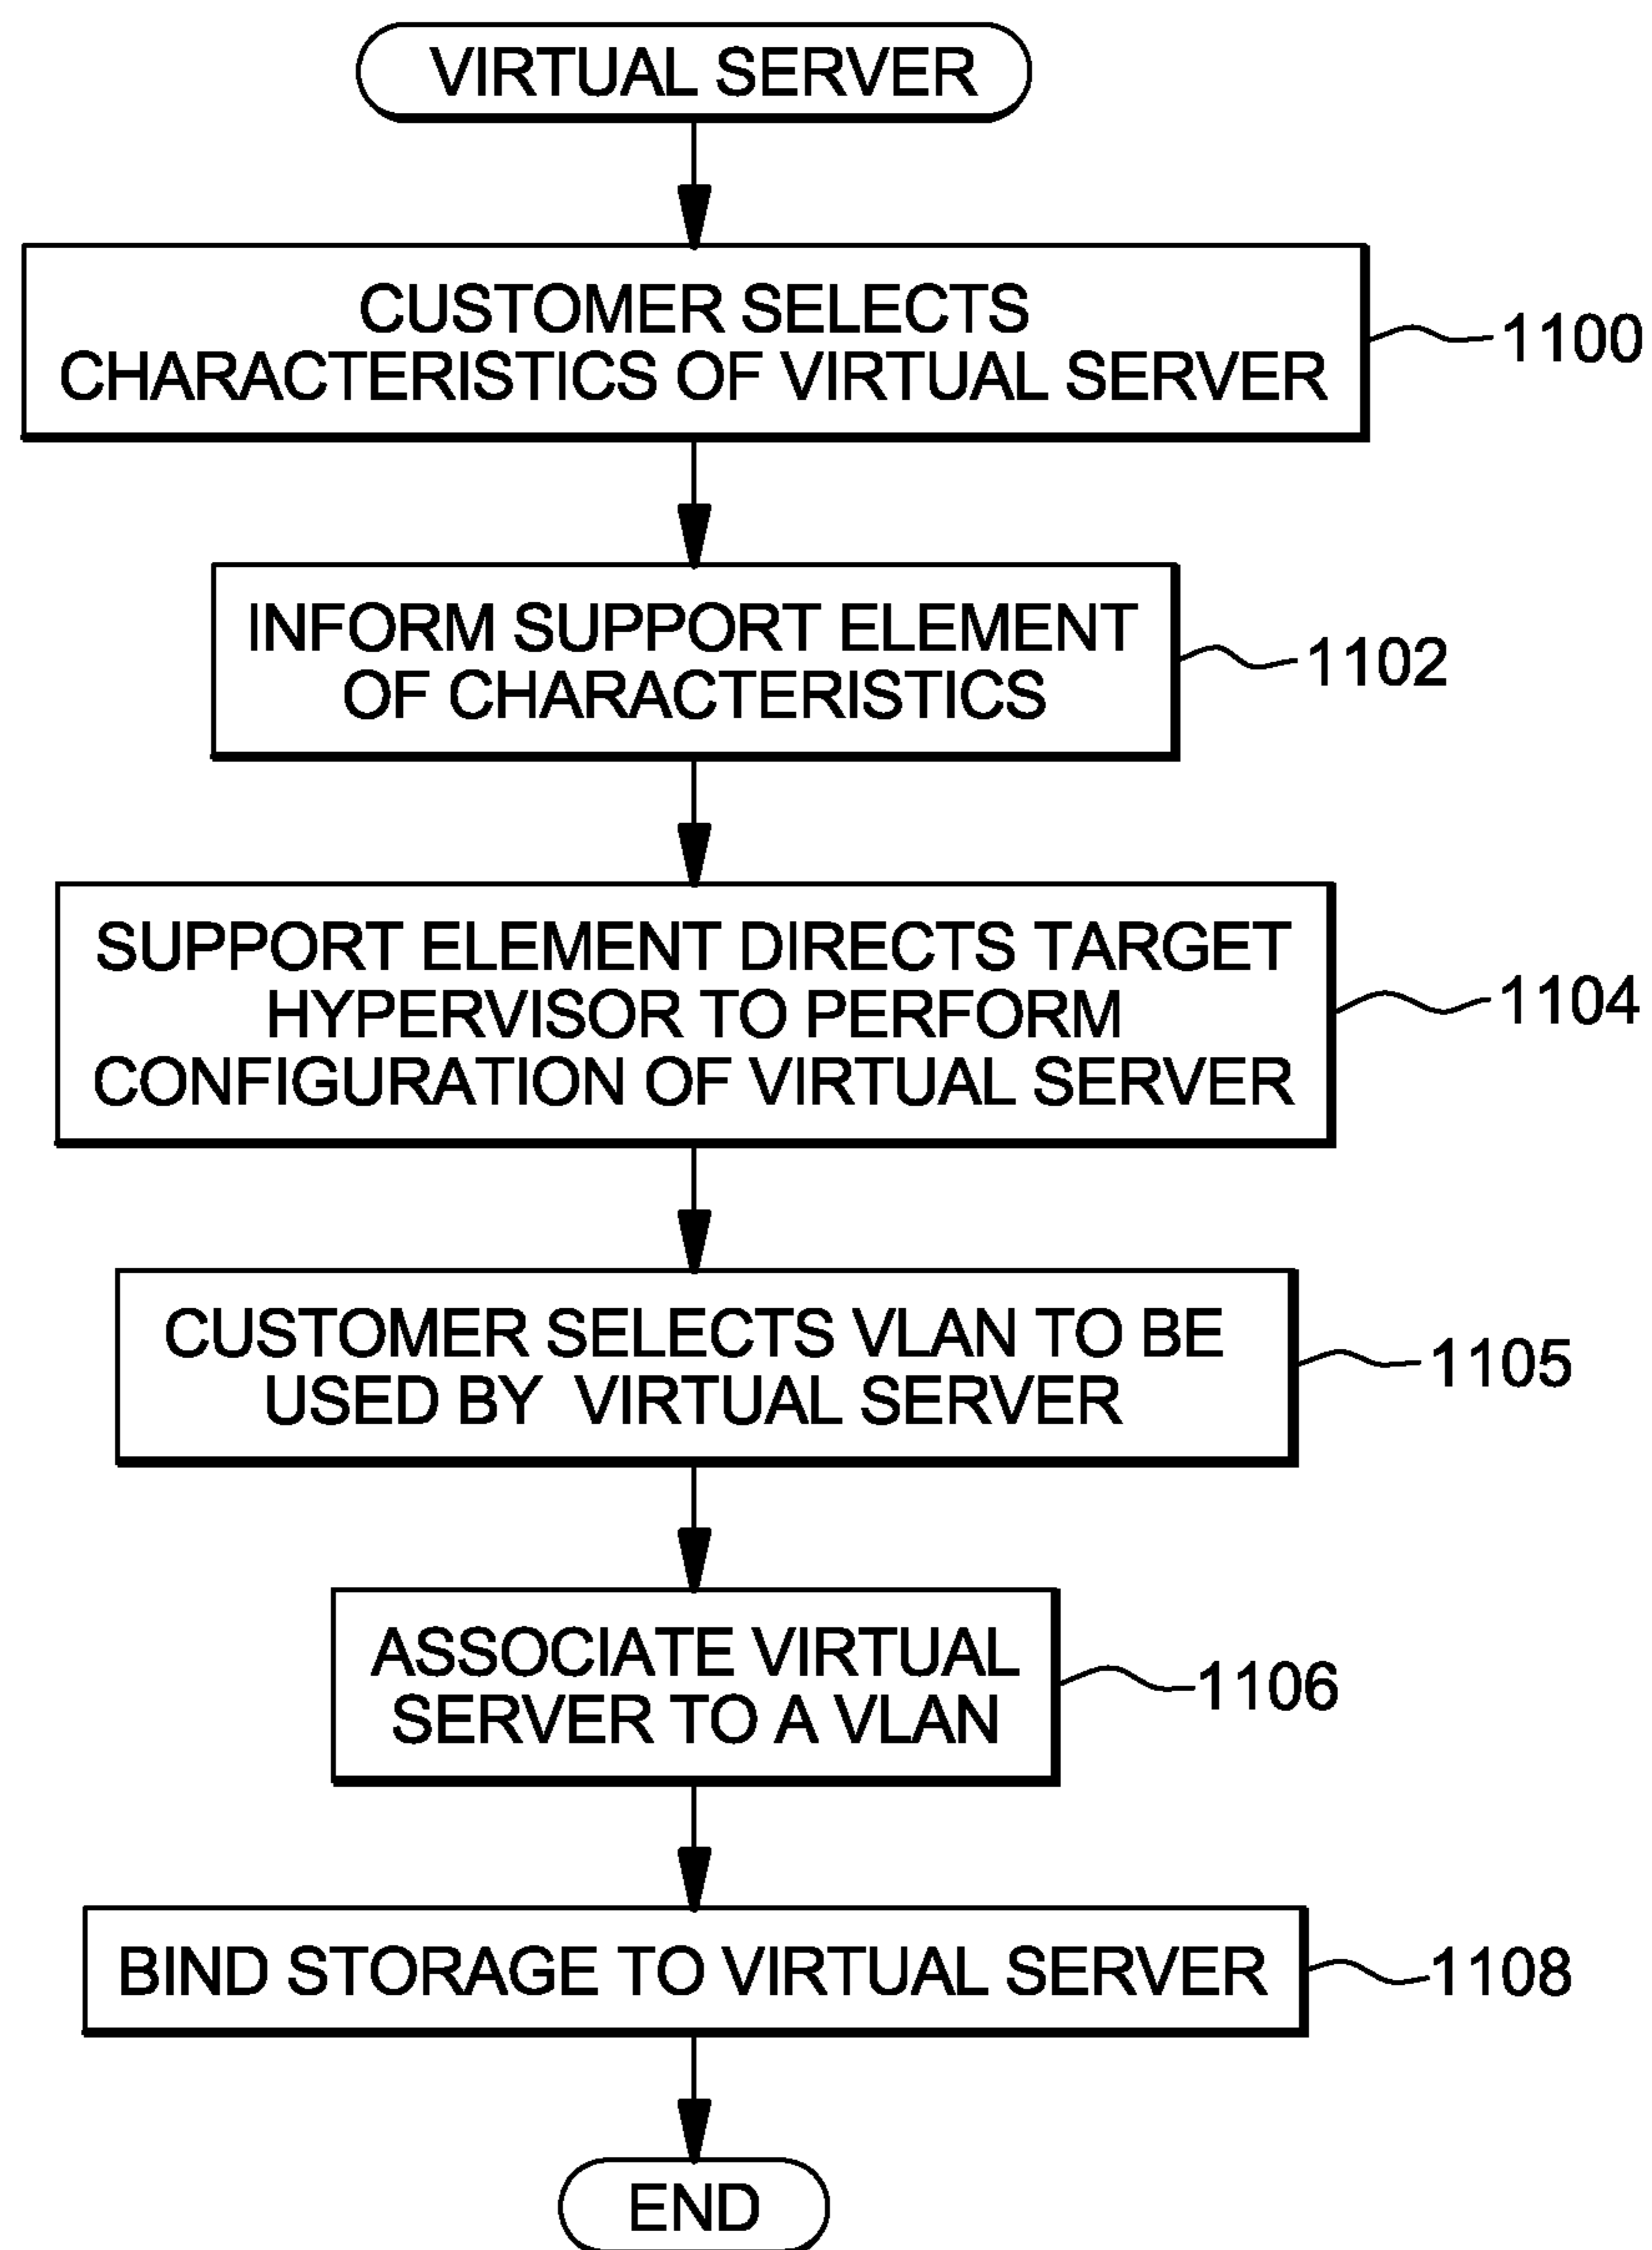 VIRTUAL SERVER
CUSTOMER SELECTS
CHARACTERISTICS OF VIRTUAL SERVER
1100
INFORM SUPPORT ELEMENT
OF CHARACTERISTICS
1102
SUPPORT ELEMENT DIRECTS TARGET
HYPERVISOR TO PERFORM
CONFIGURATION OF VIRTUAL SERVER
1104
CUSTOMER SELECTS VLAN TO BE
USED BY VIRTUAL SERVER
1105
ASSOCIATE VIRTUAL
SERVER TO A VLAN
1106
BIND STORAGE TO VIRTUAL SERVER
1108
END